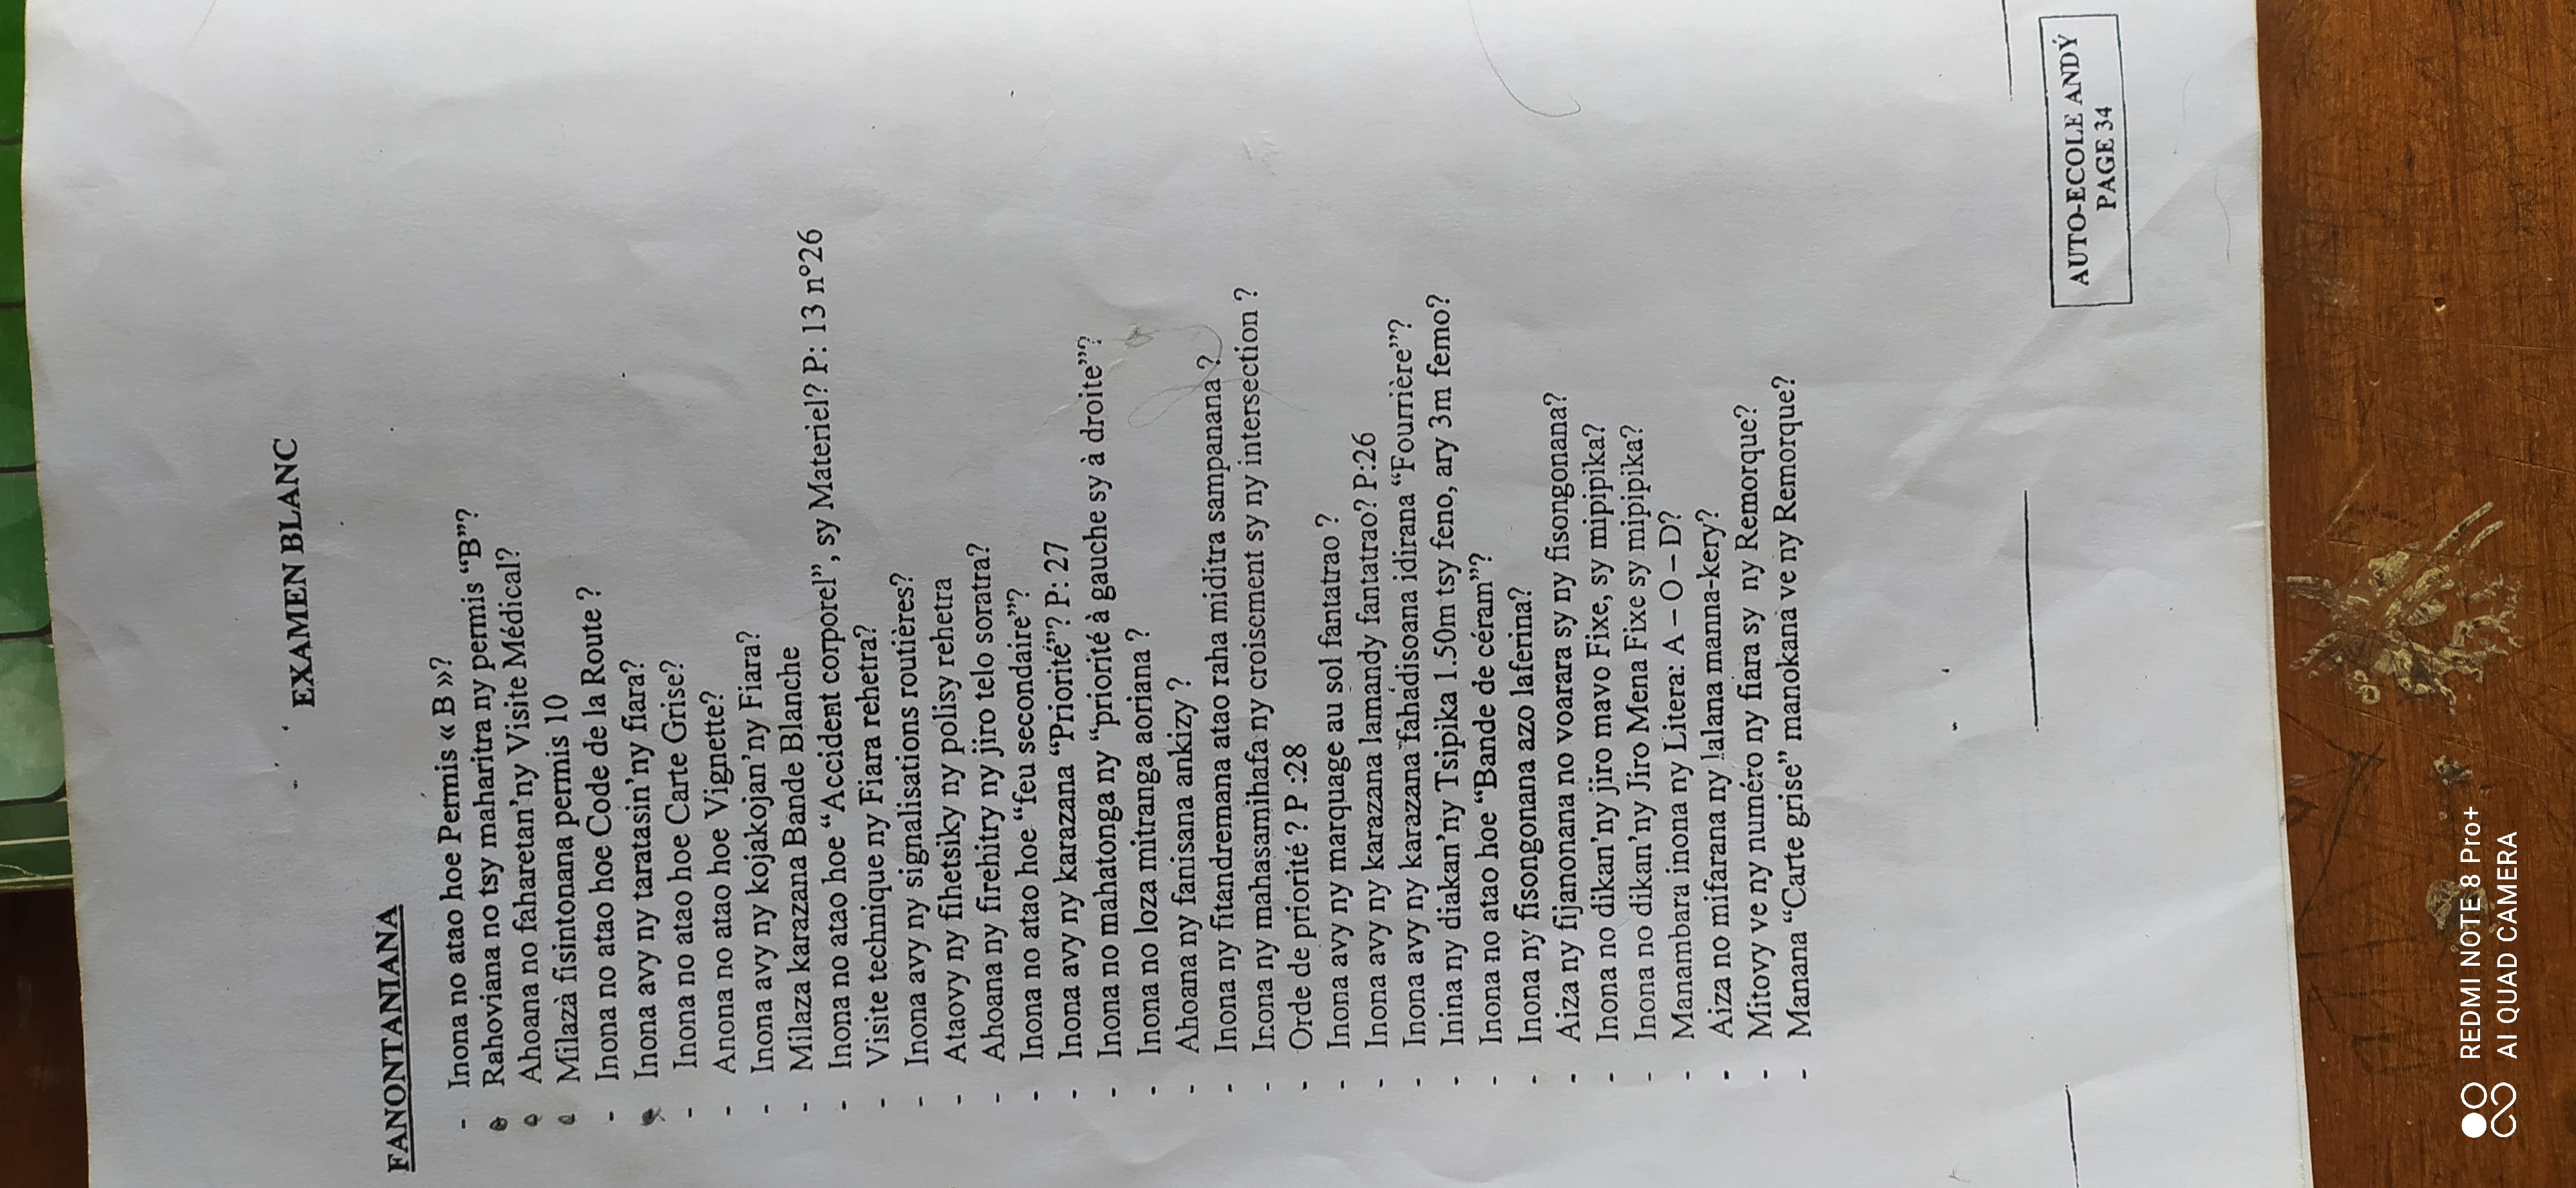 EXAMEN BLANC
FANONTANIANA
- Inona no atao hoe Permis « B »?
Rahoviana no tsy maharitra ny permis “B”?
Ahoana no faharetan’ny Visite Médical?
Milazà fisintonana permis 10
- Inona no atao hoe Code de la Route ?
Inona avy ny taratasin’ny fiara?
- Inona no atao hoe Carte Grise?
- Anona no atao hoe Vignette?
- Inona avy ny kojakojan’ny Fiara?
- Milaza karazana Bande Blanche
- Inona no atao hoe “Accident corporel”, sy Materiel? P: 13 n°26
- Visite technique ny Fiara rehetra?
- Inona avy ny signalisations routières?
- Ataovy ny fihetsiky ny polisy rehetra
- Ahoana ny firehitry ny jiro telo soratra?
- Inona no atao hoe “feu secondaire”?
- Inona avy ny karazana “Priorité”? P: 27
- Inona no mahatonga ny “priorité à gauche sy à droite”?
- Inona no loza mitranga aoriana ?
- Ahoana ny fanisana ankizy ?
- Inona ny fitandremana atao raha miditra sampanana ?
- Inona ny mahasamihafa ny croisement sy ny intersection ?
- Orde de priorité ? P :28
- Inona avy ny marquage au sol fantatrao ?
- Inona avy ny karazana lamandy fantatrao? P:26
- Inona avy ny karazana fahadisoana idirana “Fourrière”?
- Inina ny diakan’ny Tsipika 1.50m tsy feno, ary 3m femo?
- Inona no atao hoe “Bande de céram”?
- Inona ny fisongonana azo laferina?
- Aiza ny fijanonana no voarara sy ny fisongonana?
- Inona no dikan’ny jiro mavo Fixe, sy mipipika?
- Inona no dikan’ny Jiro Mena Fixe sy mipipika?
- Manambara inona ny Litera: A – O – D?
- Aiza no mifarana ny lalana manna-kery?
- Mitovy ve ny numéro ny fiara sy ny Remorque?
- Manana “Carte grise” manokana ve ny Remorque?
AUTO-ECOLE ANDÝ
PAGE 34
REDMI NOTE 8 Pro+
AI QUAD CAMERA